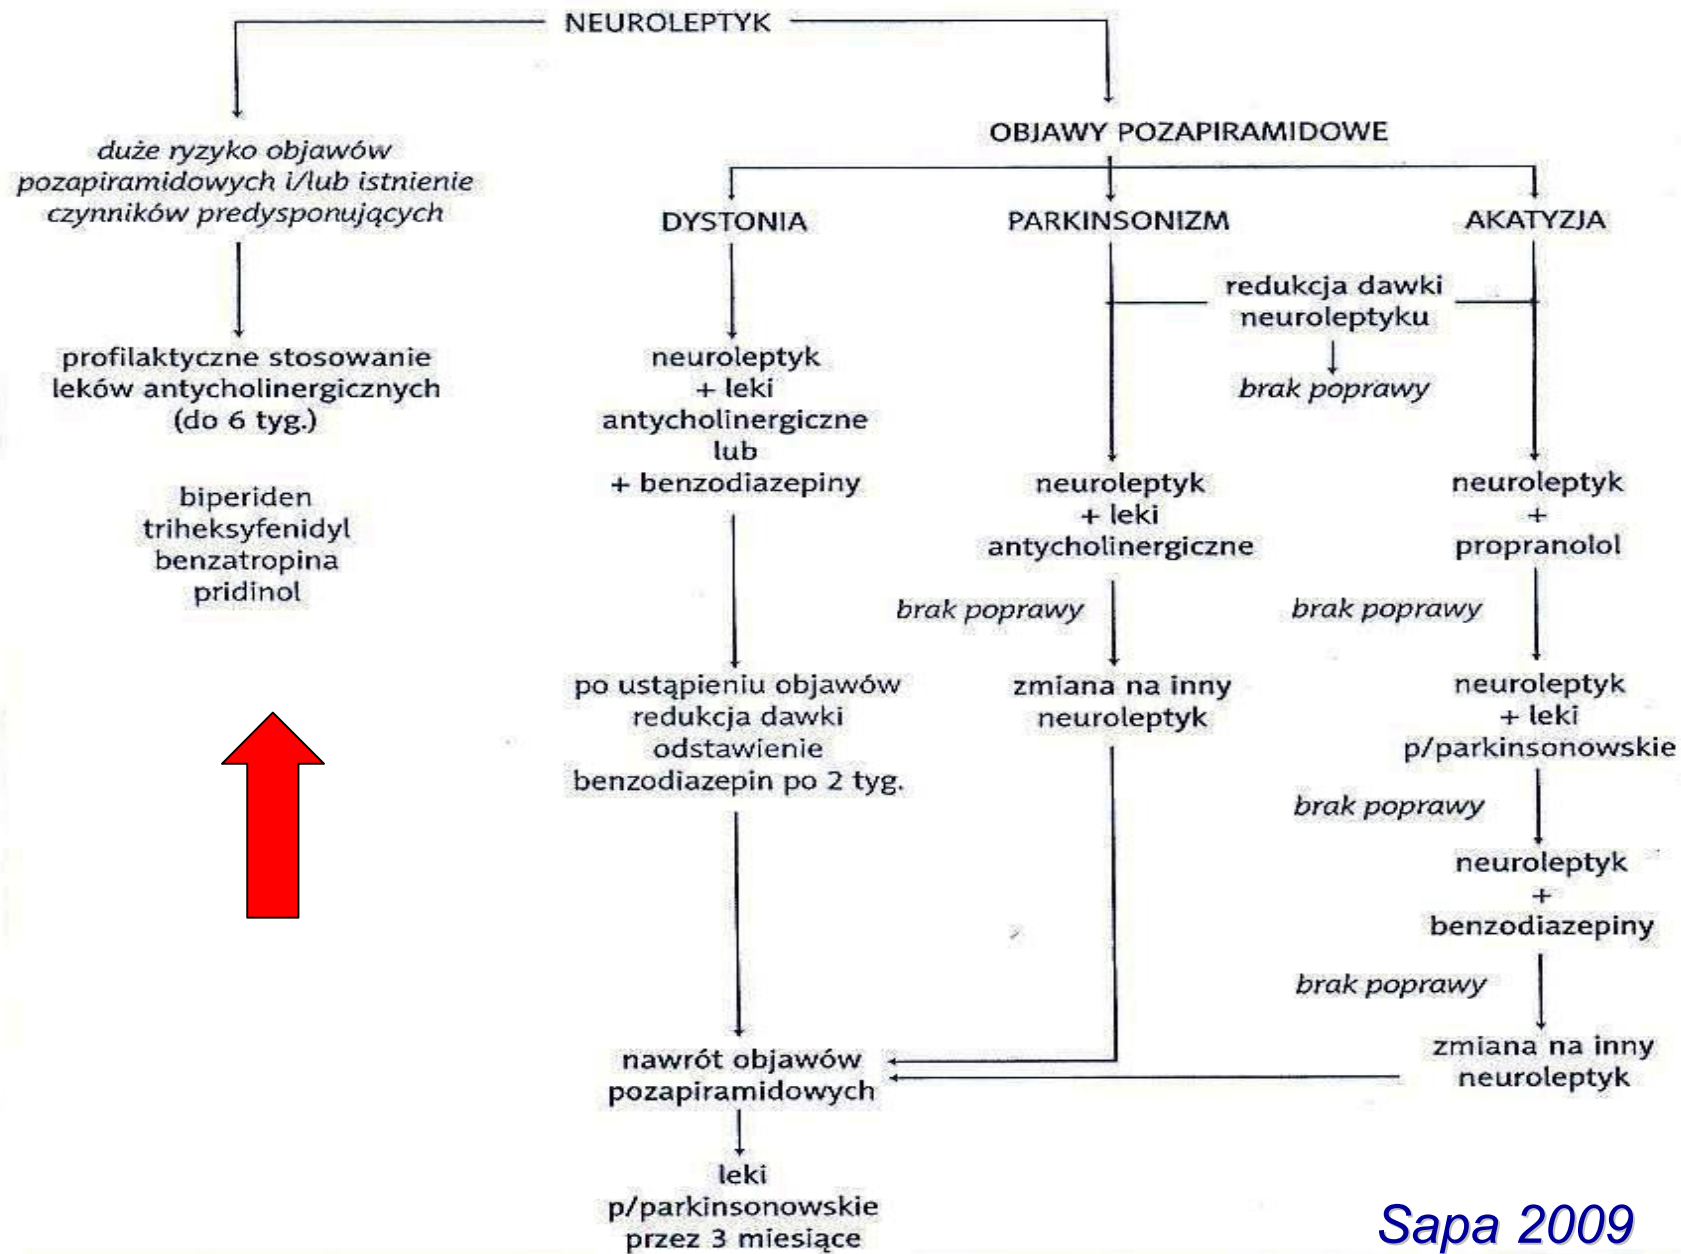 NEUROLEPTYK
duże ryzyko objawów
pozapiramidowych i/lub istnienie
czynników predysponujących
profilaktyczne stosowanie
leków antycholinergicznych
(do 6 tyg.)
biperiden
triheksyfenidyl
benzatropina
pridinol
OBJAWY POZAPIRAMIDOWE
DYSTONIA
neuroleptyk
+ leki
antycholinergiczne
lub
+ benzodiazepiny
po ustąpieniu objawów
redukcja dawki
odstawienie
benzodiazepin po 2 tyg.
nawrót objawów
pozapiramidowych
leki
p/parkinsonowskie
przez 3 miesiące
PARKINSONIZM
redukcja dawki
neuroleptyku
brak poprawy
neuroleptyk
+ leki
antycholinergiczne
brak poprawy
zmiana na inny
neuroleptyk
AKATYZJA
neuroleptyk
+
propranolol
brak poprawy
neuroleptyk
+ leki
p/parkinsonowskie
brak poprawy
neuroleptyk
+
benzodiazepiny
brak poprawy
zmiana na inny
neuroleptyk
Sapa 2009